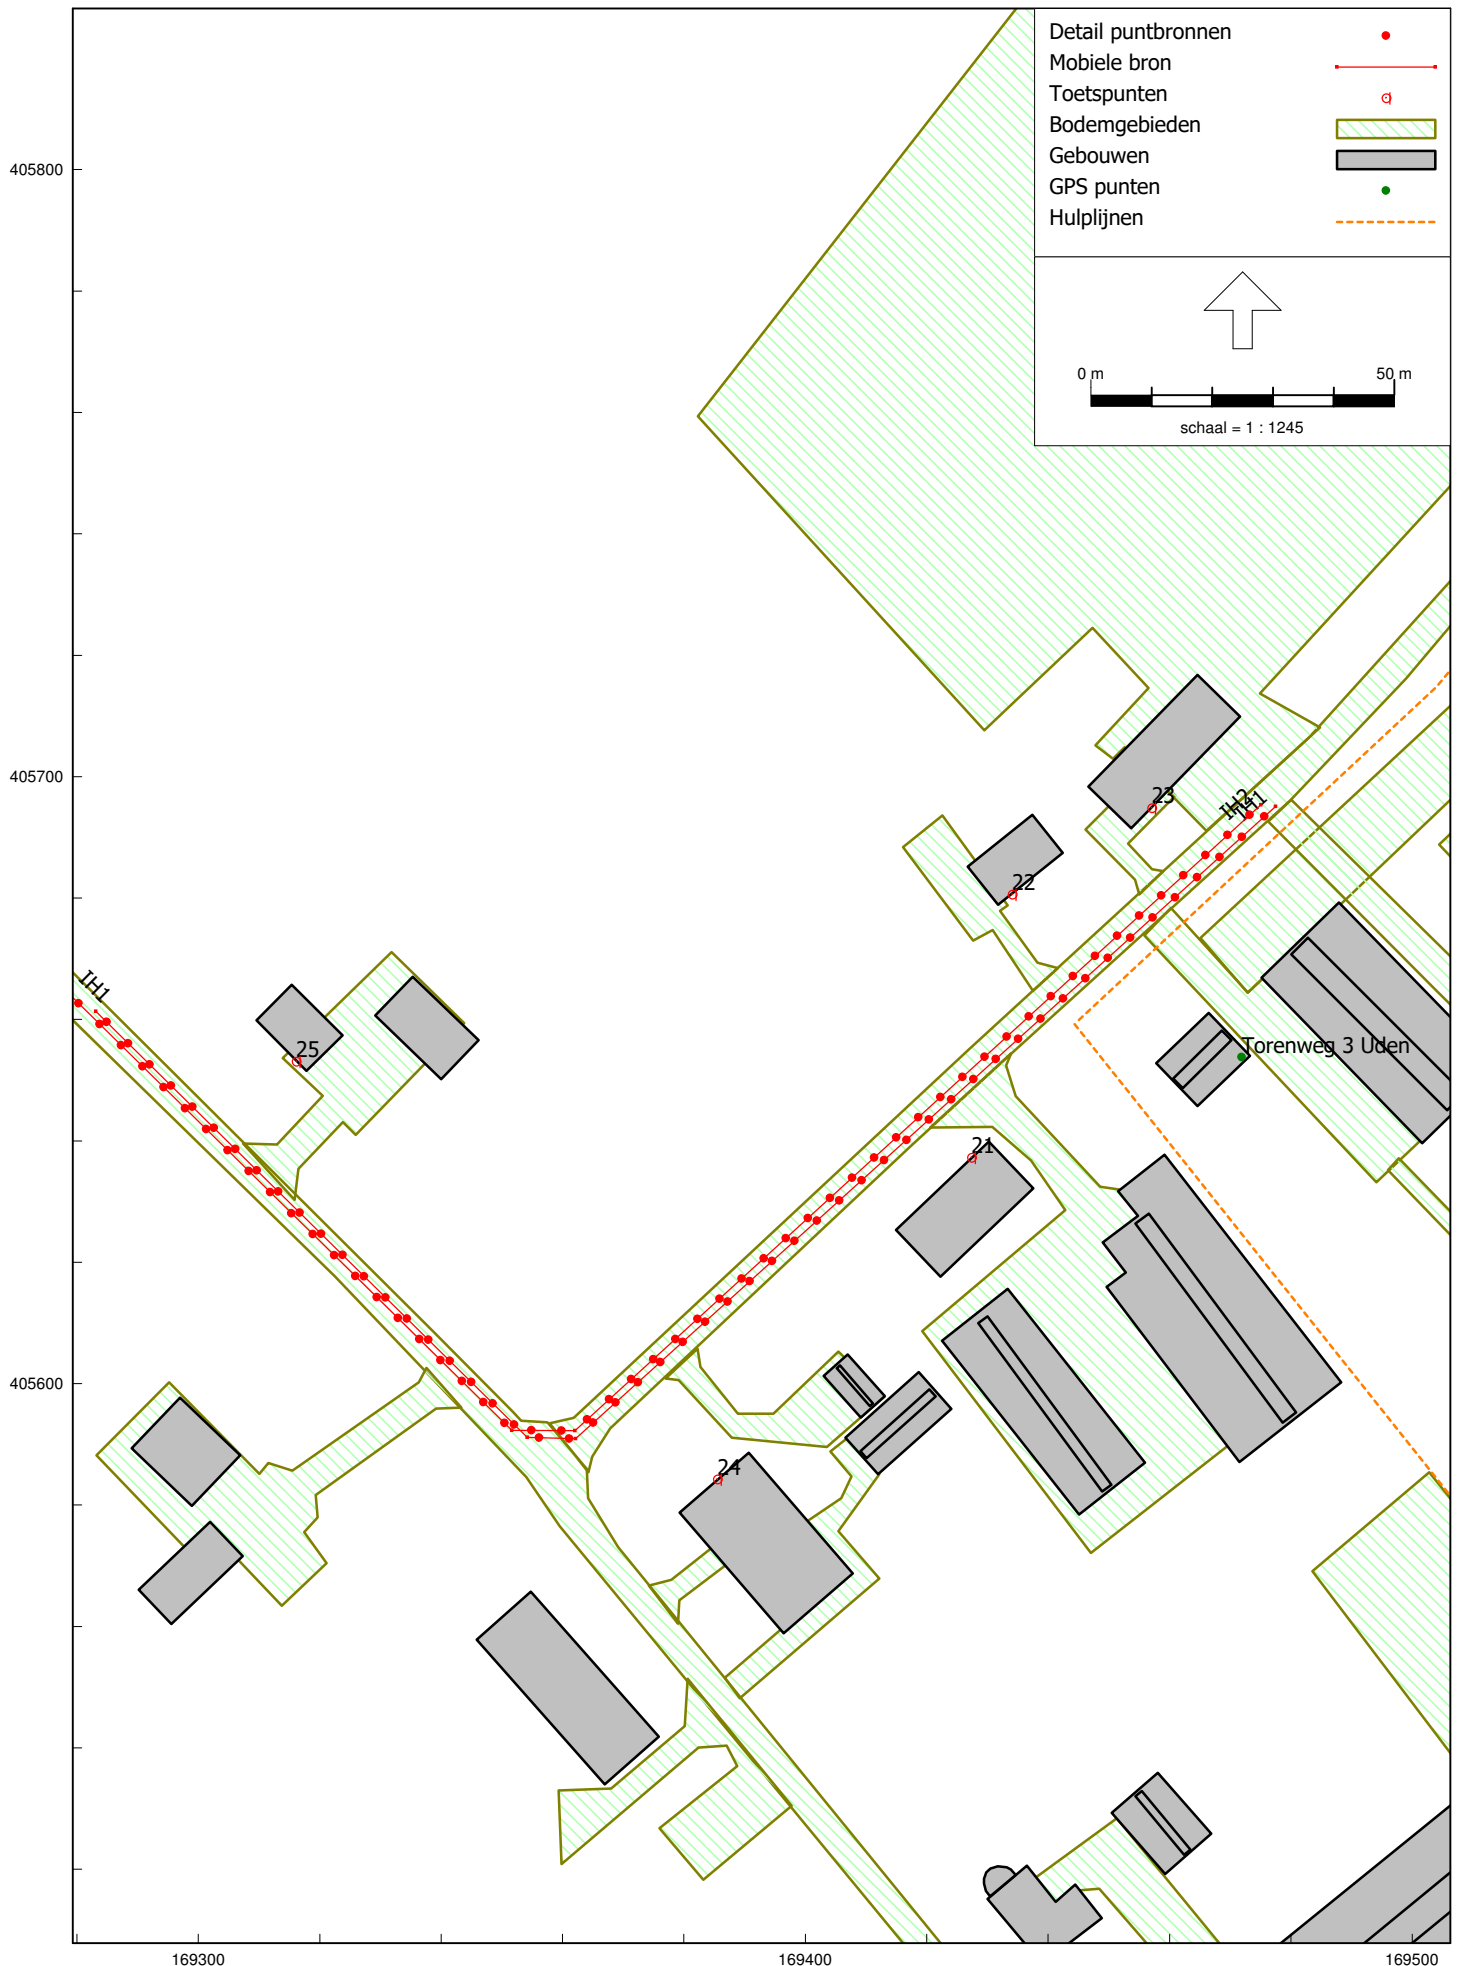 Detail puntbronnen
Mobiele bron
Toetspunten
Bodemgebieden
Gebouwen
GPS punten
Hulplijnen
0 m
50 m
schaal = 1 : 1245
405800
405700
405600
23
IH2
IH1
22
IH1
25
Torenweg 3 Uden
21
24
169300
169400
169500